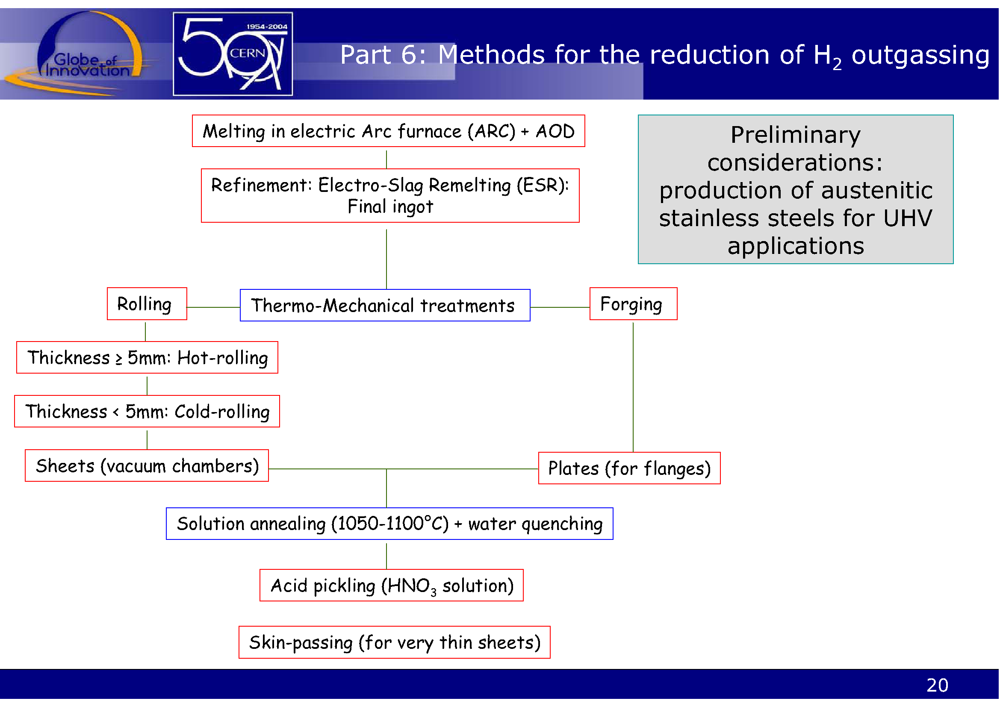 Globe of
Innovation
1954-2004
50
CERN
Part 6: Methods for the reduction of H₂ outgassing
Melting in electric Arc furnace (ARC) + AOD
Refinement: Electro-Slag Remelting (ESR):
Final ingot
Preliminary
considerations:
production of austenitic
stainless steels for UHV
applications
Rolling
Thermo-Mechanical treatments
Forging
Thickness ≥ 5mm: Hot-rolling
Thickness < 5mm: Cold-rolling
Sheets (vacuum chambers)
Plates (for flanges)
Solution annealing (1050-1100°C) + water quenching
Acid pickling (HNO₃ solution)
Skin-passing (for very thin sheets)
20